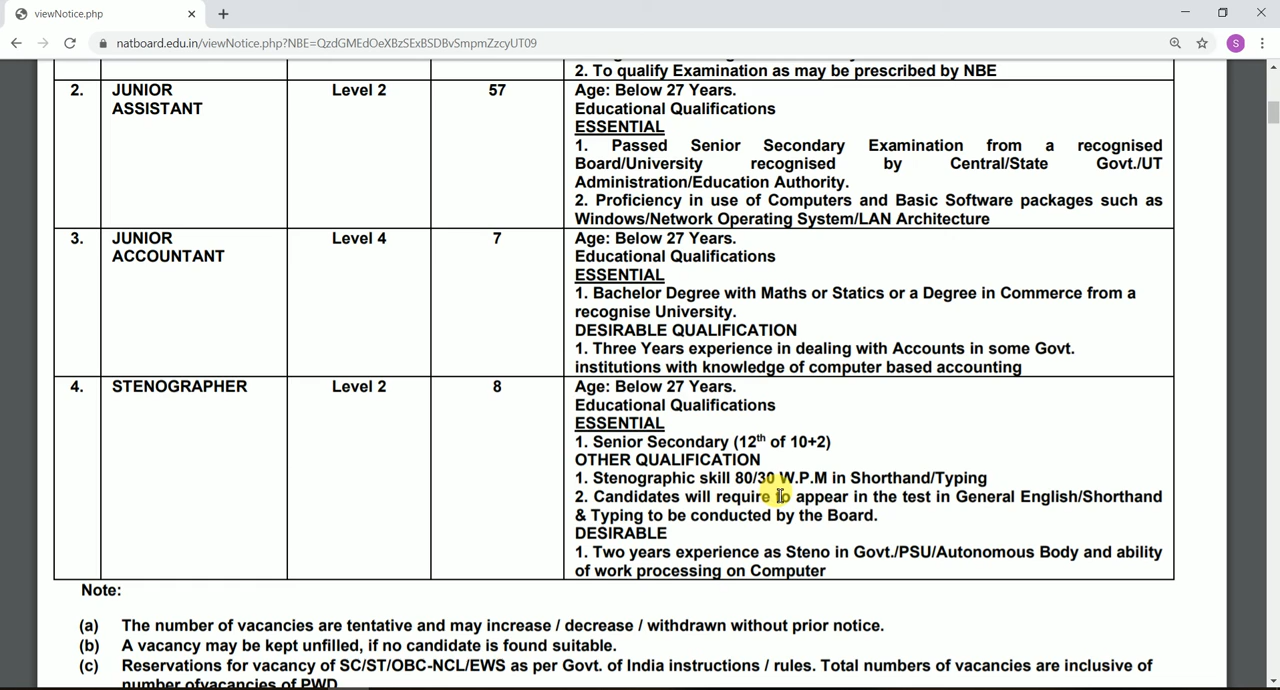 viewNotice.php
natboard.edu.in/viewNotice.php?NBE=QzdGMEdOeXBzSExBSDBvSmpmZzcyUT09
S
2. To qualify Examination as may be prescribed by NBE
2. JUNIOR ASSISTANT Level 2 57 Age: Below 27 Years.
Educational Qualifications
ESSENTIAL
1. Passed Senior Secondary Examination from a recognised
Board/University recognised by Central/State Govt./UT
Administration/Education Authority.
2. Proficiency in use of Computers and Basic Software packages such as
Windows/Network Operating System/LAN Architecture
3. JUNIOR ACCOUNTANT Level 4 7 Age: Below 27 Years.
Educational Qualifications
ESSENTIAL
1. Bachelor Degree with Maths or Statics or a Degree in Commerce from a
recognise University.
DESIRABLE QUALIFICATION
1. Three Years experience in dealing with Accounts in some Govt.
institutions with knowledge of computer based accounting
4. STENOGRAPHER Level 2 8 Age: Below 27 Years.
Educational Qualifications
ESSENTIAL
1. Senior Secondary (12th of 10+2)
OTHER QUALIFICATION
1. Stenographic skill 80/30 W.P.M in Shorthand/Typing
2. Candidates will require to appear in the test in General English/Shorthand
& Typing to be conducted by the Board.
DESIRABLE
1. Two years experience as Steno in Govt./PSU/Autonomous Body and ability
of work processing on Computer
Note:
(a) The number of vacancies are tentative and may increase / decrease / withdrawn without prior notice.
(b) A vacancy may be kept unfilled, if no candidate is found suitable.
(c) Reservations for vacancy of SC/ST/OBC-NCL/EWS as per Govt. of India instructions / rules. Total numbers of vacancies are inclusive of
number ofvacancies of PWD